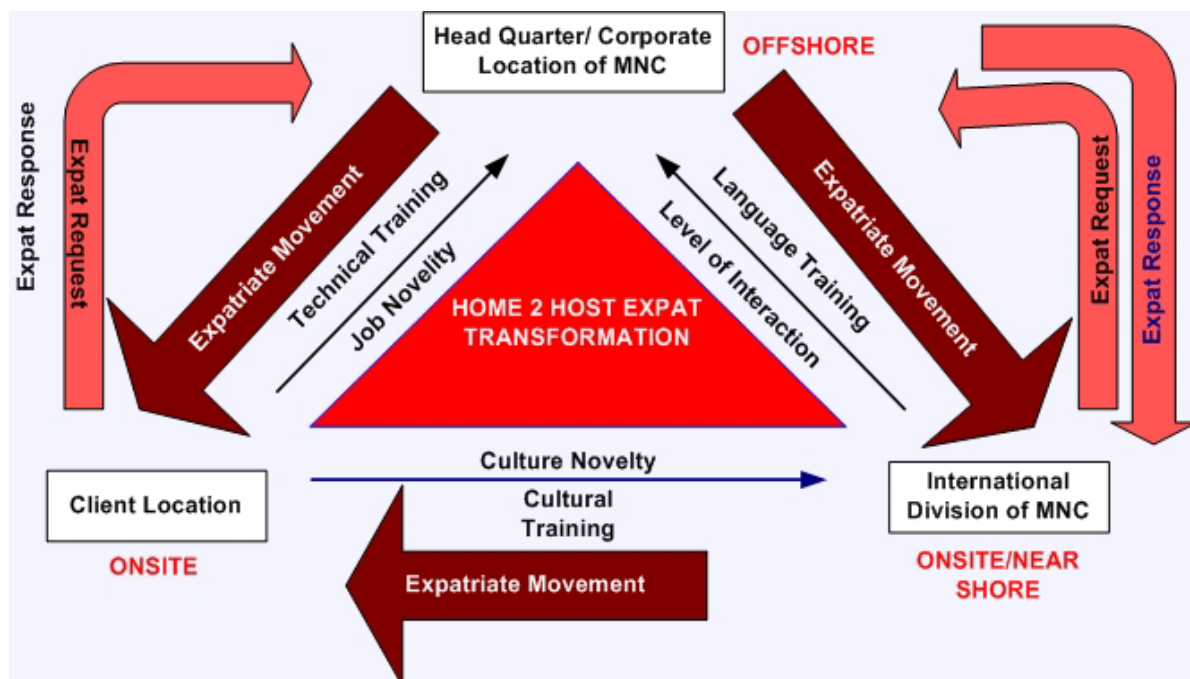 Head Quarter/ Corporate
Location of MNC
OFFSHORE
Expat Response
Expat Request
Expatriate Movement
Technical Training
Job Novelity
HOME 2 HOST EXPAT
TRANSFORMATION
Language Training
Level of Interaction
Expatriate Movement
Expat Request
Expat Response
Client Location
ONSITE
Culture Novelty
Cultural
Training
Expatriate Movement
International
Division of MNC
ONSITE/NEAR
SHORE